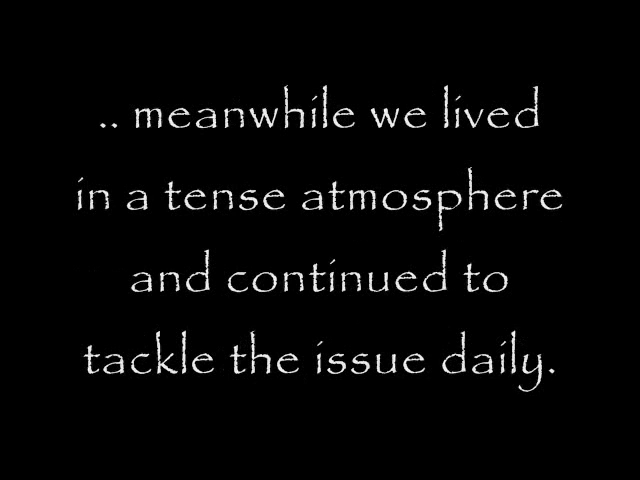 .. meanwhile we lived
in a tense atmosphere
and continued to
tackle the issue daily.